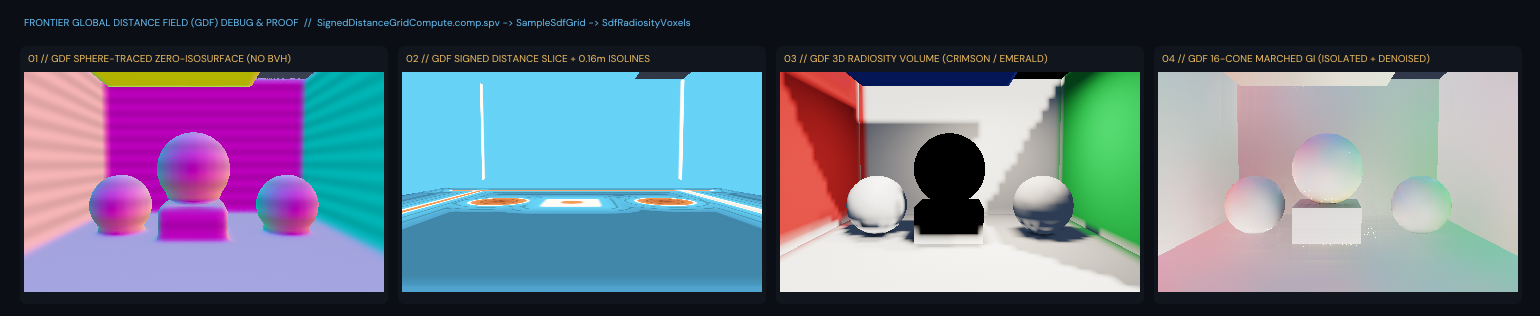 FRONTIER GLOBAL DISTANCE FIELD (GDF) DEBUG & PROOF // SignedDistanceGridCompute.comp.spv -> SampleSdfGrid -> SdfRadiosityVoxels
01 // GDF SPHERE-TRACED ZERO-ISOSURFACE (NO BVH)
02 // GDF SIGNED DISTANCE SLICE + 0.16m ISOLINES
03 // GDF 3D RADIOSITY VOLUME (CRIMSON / EMERALD)
04 // GDF 16-CONE MARCHED GI (ISOLATED + DENOISED)